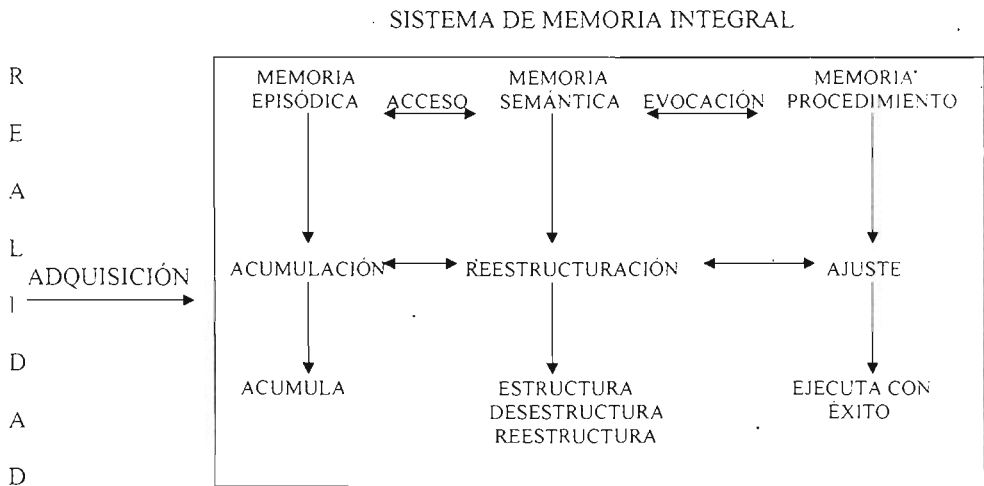 SISTEMA DE MEMORIA INTEGRAL
REALIDAD
ADQUISICIÓN
MEMORIA EPISÓDICA
ACCESO
MEMORIA SEMÁNTICA
EVOCACIÓN
MEMORIA PROCEDIMIENTO
ACUMULACIÓN
REESTRUCTURACIÓN
AJUSTE
ACUMULA
ESTRUCTURA
DESESTRUCTURA
REESTRUCTURA
EJECUTA CON
ÉXITO